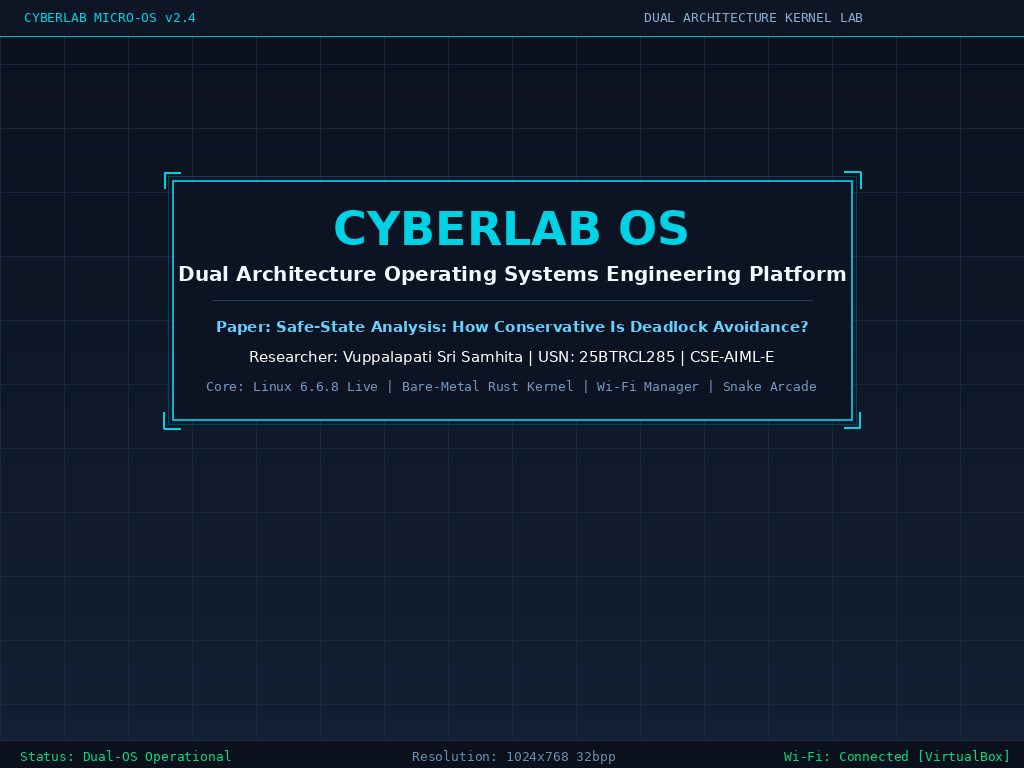 CYBERLAB MICRO-OS v2.4
DUAL ARCHITECTURE KERNEL LAB
CYBERLAB OS
Dual Architecture Operating Systems Engineering Platform
Paper: Safe-State Analysis: How Conservative Is Deadlock Avoidance?
Researcher: Vuppalapati Sri Samhita | USN: 25BTRCL285 | CSE-AIML-E
Core: Linux 6.6.8 Live | Bare-Metal Rust Kernel | Wi-Fi Manager | Snake Arcade
Status: Dual-OS Operational
Resolution: 1024x768 32bpp
Wi-Fi: Connected [VirtualBox]